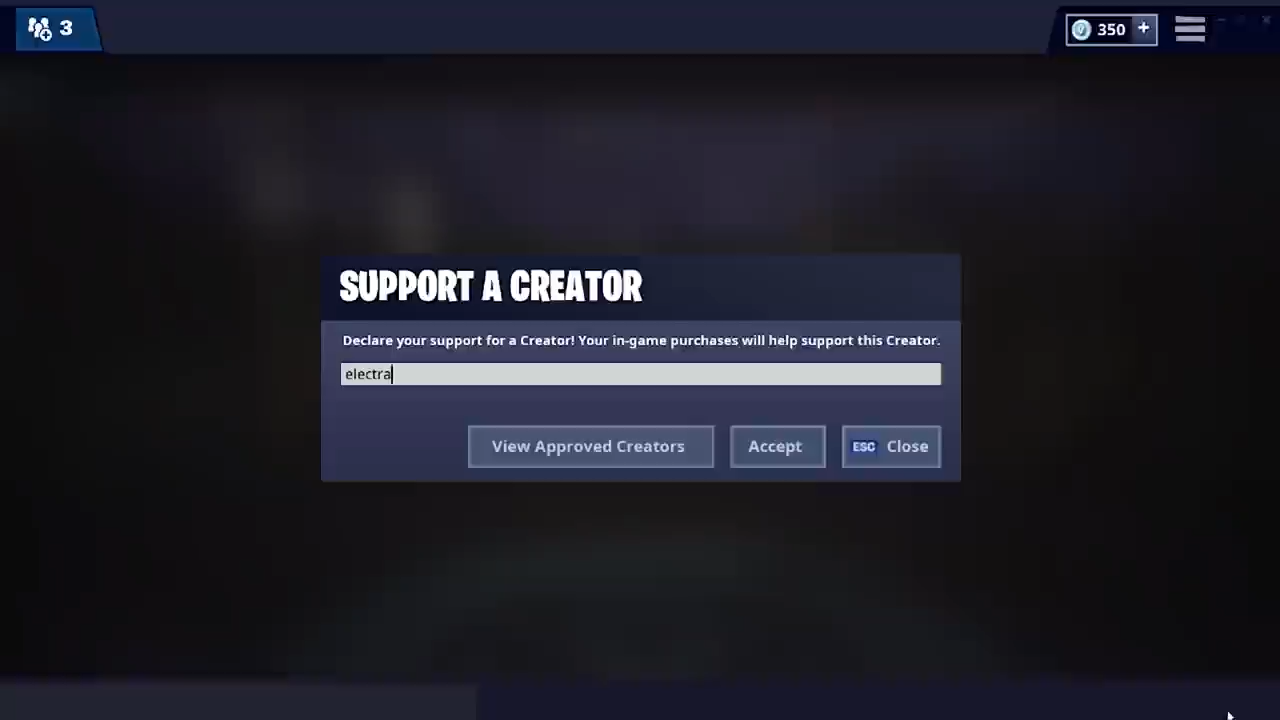 3
350 +
SUPPORT A CREATOR
Declare your support for a Creator! Your in-game purchases will help support this Creator.
electra
View Approved Creators
Accept
ESC Close